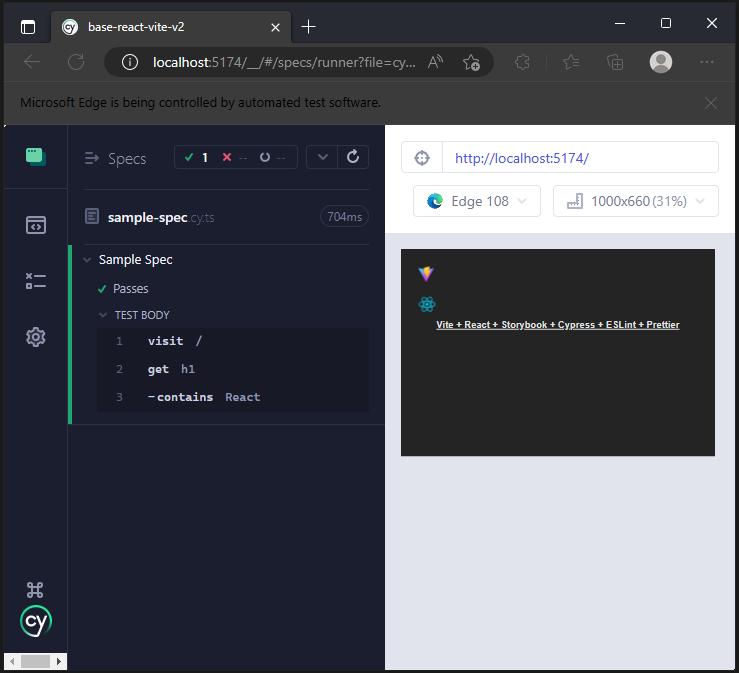 cy
base-react-vite-v2
localhost:5174/__/#/specs/runner?file=cy...
Microsoft Edge is being controlled by automated test software.
Specs
1 -- --
sample-spec.cy.ts
704ms
Sample Spec
Passes
TEST BODY
1 visit /
2 get h1
3 -contains React
cy
http://localhost:5174/
Edge 108
1000x660 (31%)
Vite + React + Storybook + Cypress + ESLint + Prettier